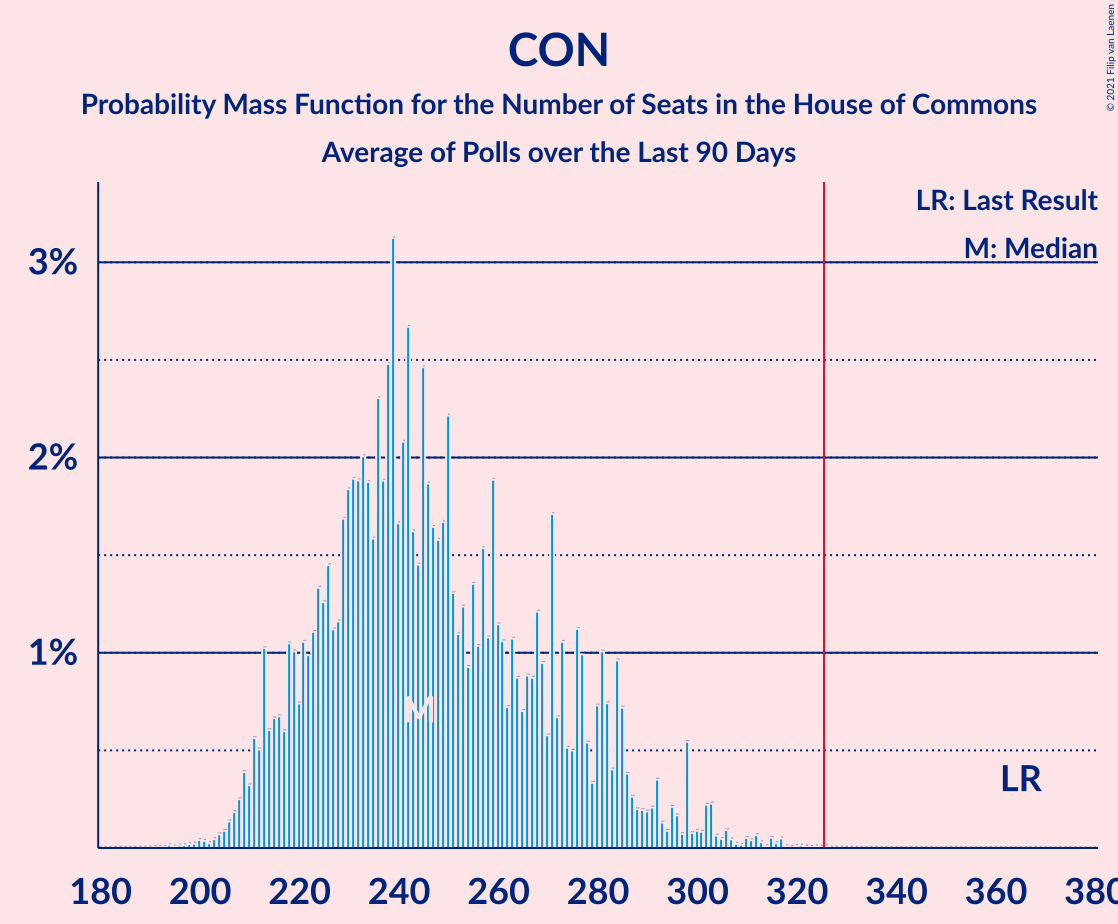 CON
Probability Mass Function for the Number of Seats in the House of Commons
Average of Polls over the Last 90 Days
© 2021 Filip van Laenen
LR: Last Result
M: Median
3%
2%
1%
M
LR
180 200 220 240 260 280 300 320 340 360 380